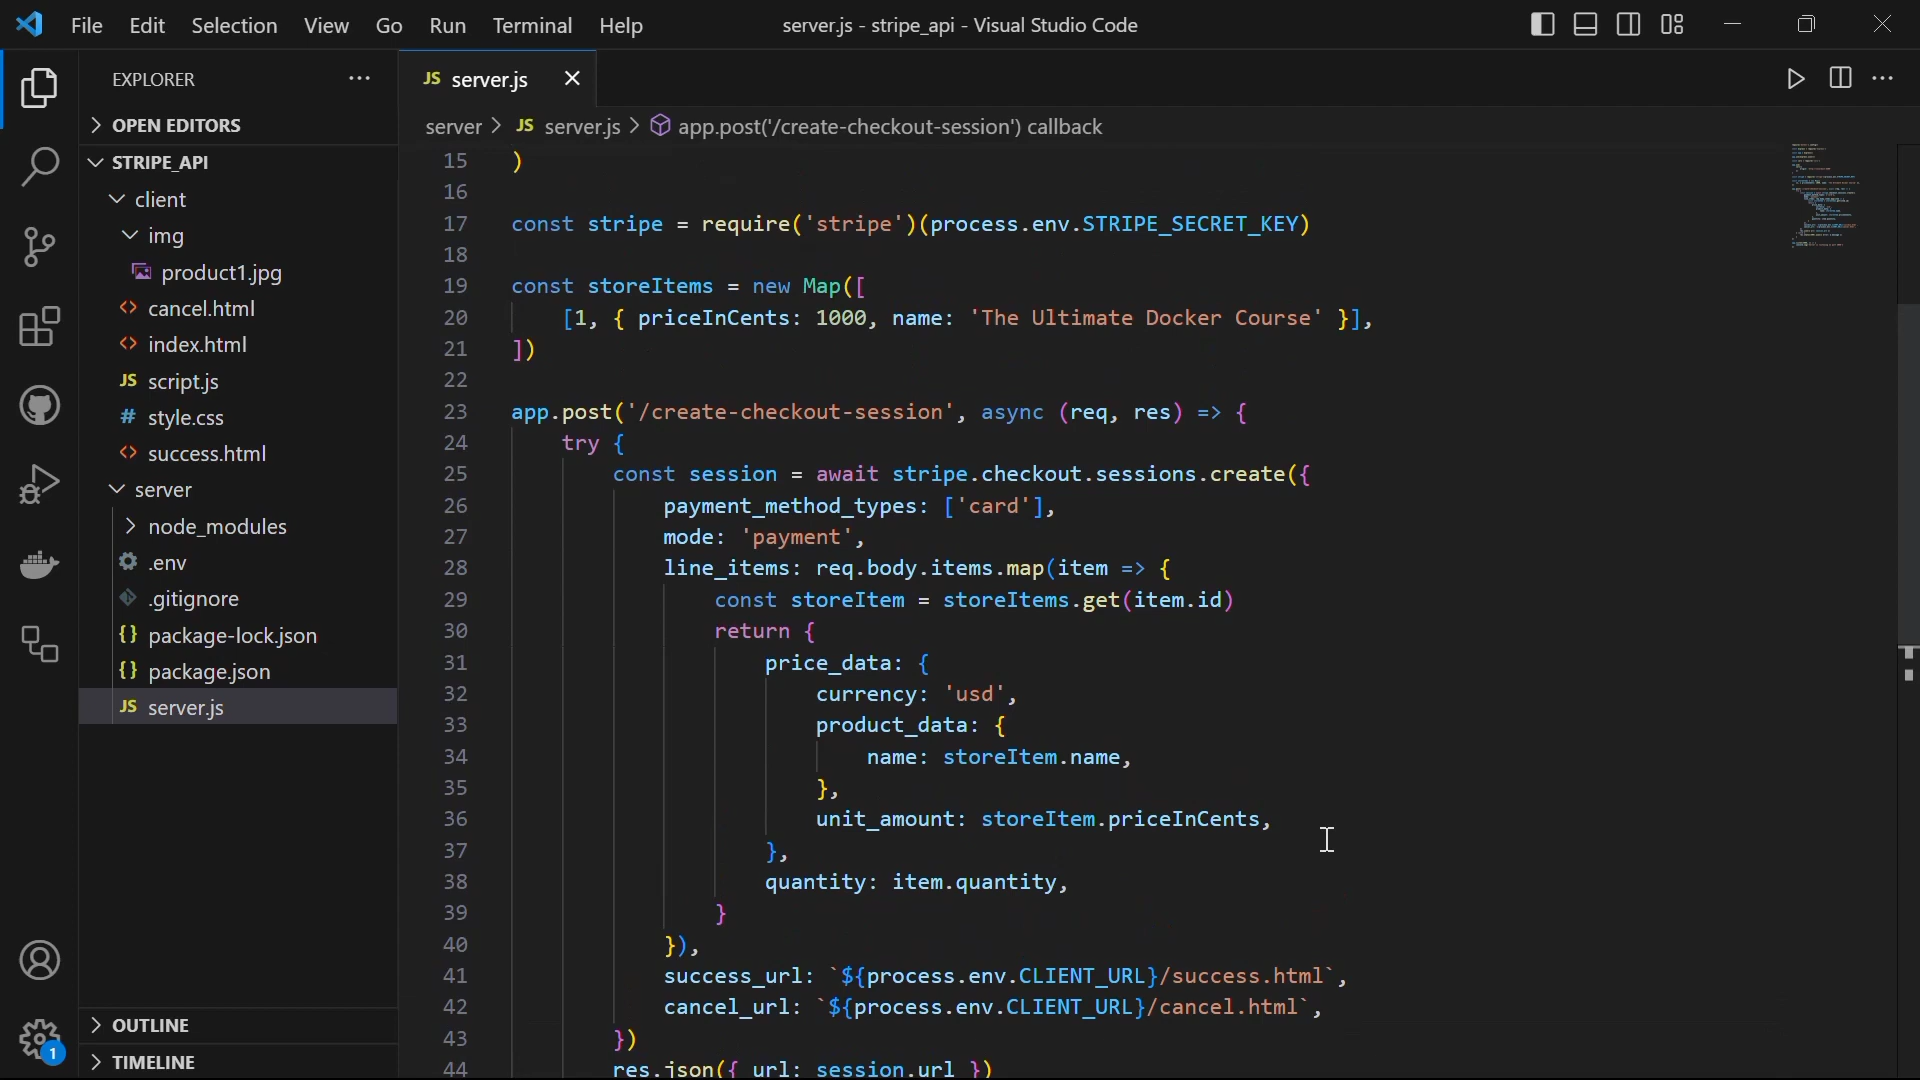 File Edit Selection View Go Run Terminal Help server.js - stripe_api - Visual Studio Code
EXPLORER
OPEN EDITORS
STRIPE_API
client
img
product1.jpg
cancel.html
index.html
JS script.js
# style.css
success.html
server
node_modules
.env
.gitignore
{} package-lock.json
{} package.json
JS server.js
OUTLINE
TIMELINE
1
JS server.js
server > JS server.js > app.post('/create-checkout-session') callback
15 )
16
17 const stripe = require('stripe')(process.env.STRIPE_SECRET_KEY)
18
19 const storeItems = new Map([
20 [1, { priceInCents: 1000, name: 'The Ultimate Docker Course' }],
21 ])
22
23 app.post('/create-checkout-session', async (req, res) => {
24 try {
25 const session = await stripe.checkout.sessions.create({
26 payment_method_types: ['card'],
27 mode: 'payment',
28 line_items: req.body.items.map(item => {
29 const storeItem = storeItems.get(item.id)
30 return {
31 price_data: {
32 currency: 'usd',
33 product_data: {
34 name: storeItem.name,
35 },
36 unit_amount: storeItem.priceInCents,
37 },
38 quantity: item.quantity,
39 }
40 }),
41 success_url: `${process.env.CLIENT_URL}/success.html`,
42 cancel_url: `${process.env.CLIENT_URL}/cancel.html`,
43 })
44 res.json({ url: session.url })